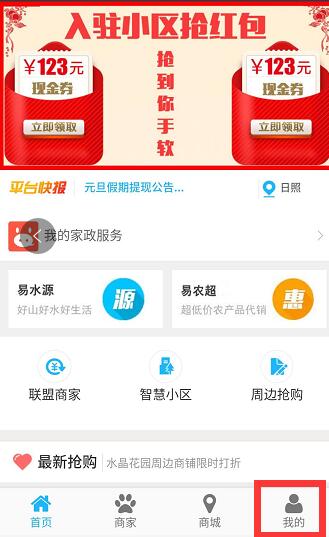 入驻小区抢红包
¥123元
现金券
立即领取
抢到你手软
¥123元
现金券
立即领取
平台快报 元旦假期提现公告... 日照
我的家政服务
易水源
好山好水好生活
源
易农超
超低价农产品代销
惠
联盟商家 智慧小区 周边抢购
最新抢购 水晶花园周边商铺限时打折
首页 商家 商城 我的